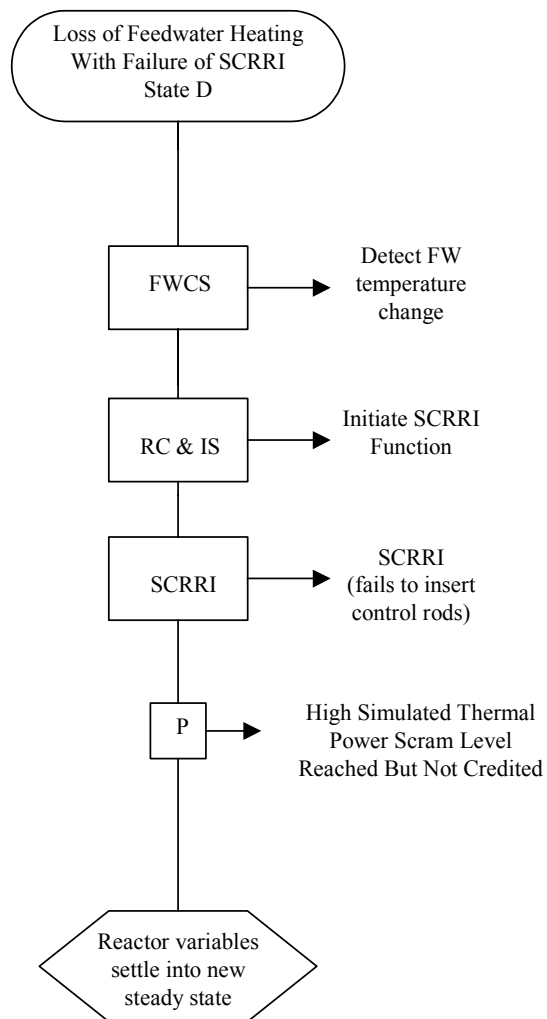 Loss of Feedwater Heating
With Failure of SCRRI
State D
FWCS
Detect FW
temperature
change
RC & IS
Initiate SCRRI
Function
SCRRI
SCRRI
(fails to insert
control rods)
P
High Simulated Thermal
Power Scram Level
Reached But Not Credited
Reactor variables
settle into new
steady state